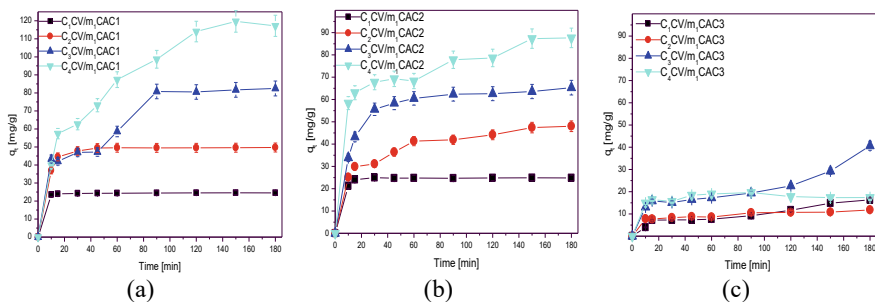 C₁CV/m₁CAC1
C₂CV/m₁CAC1
C₃CV/m₁CAC1
C₄CV/m₁CAC1
120
110
100
90
80
70
60
50
40
30
20
10
0
qₜ [mg/g]
0 20 40 60 80 100 120 140 160 180
Time [min]
(a)
C₁CV/m₁CAC2
C₂CV/m₁CAC2
C₃CV/m₁CAC2
C₄CV/m₁CAC2
90
80
70
60
50
40
30
20
10
0
qₜ [mg/g]
0 20 40 60 80 100 120 140 160 180
Time [min]
(b)
C₁CV/m₁CAC3
C₂CV/m₁CAC3
C₃CV/m₁CAC3
C₄CV/m₁CAC3
90
80
70
60
50
40
30
20
10
0
qₜ [mg/g]
0 20 40 60 80 100 120 140 160 180
Time [min]
(c)